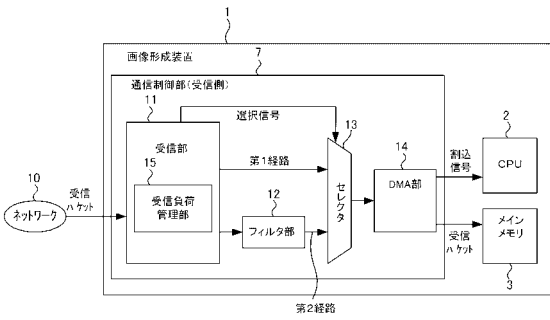 1
画像形成装置
7
通信制御部(受信側)
11
選択信号
13
受信部
第1経路
15
受信負荷
管理部
10
ネットワーク
受信
パケット
12
フィルタ部
セレクタ
14
DMA部
割込
信号
2
CPU
受信
パケット
メイン
メモリ
3
第2経路